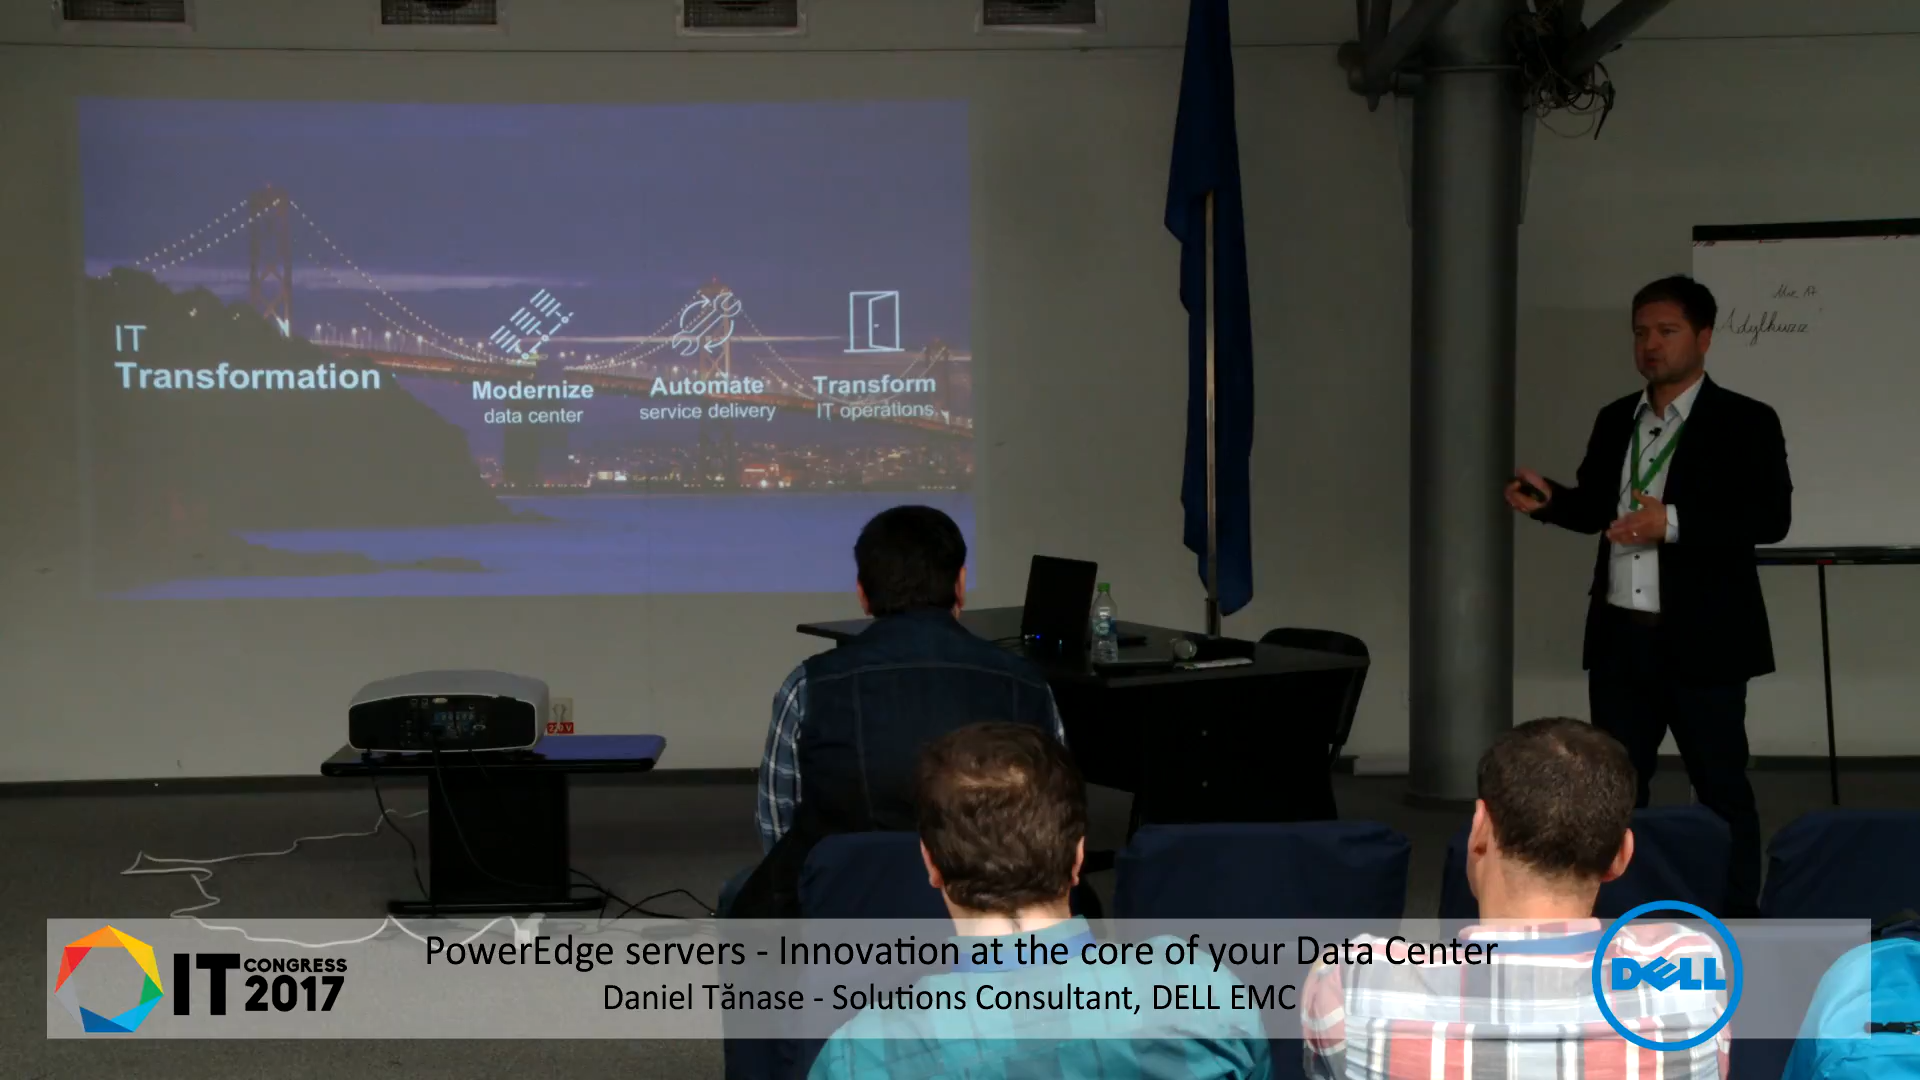 IT
Transformation
Modernize
data center
Automate
service delivery
Transform
IT operations
220 V
IT CONGRESS
2017
PowerEdge servers - Innovation at the core of your Data Center
Daniel Tănase - Solutions Consultant, DELL EMC
DELL